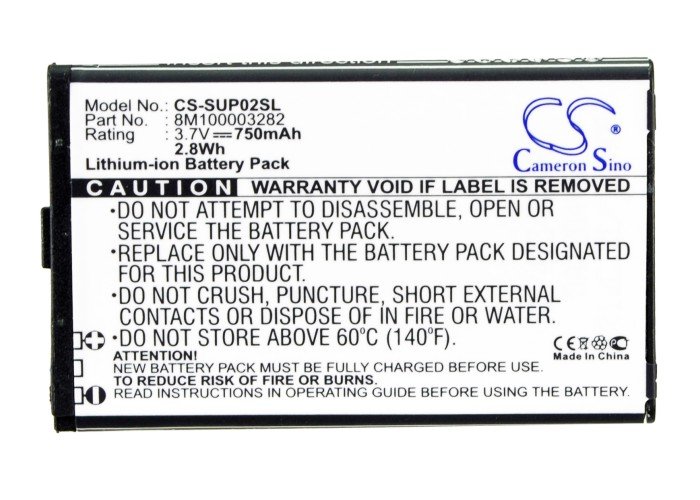 Model No.: CS-SUP02SL
Part No.: 8M100003282
Rating: 3.7V 750mAh
2.8Wh
Lithium-ion Battery Pack
CS
Cameron Sino
CAUTION WARRANTY VOID IF LABEL IS REMOVED
•DO NOT ATTEMPT TO DISASSEMBLE, OPEN OR
SERVICE THE BATTERY PACK.
•REPLACE ONLY WITH THE BATTERY PACK DESIGNATED
FOR THIS PRODUCT.
•DO NOT CRUSH, PUNCTURE, SHORT EXTERNAL
CONTACTS OR DISPOSE OF IN FIRE OR WATER.
•DO NOT STORE ABOVE 60°C (140°F)
CE
Made In China
ATTENTION!
NEW BATTERY PACK MUST BE FULLY CHARGED BEFORE USE
TO REDUCE RISK OF FIRE OR BURNS.
READ INSTRUCTIONS IN OPERATING GUIDE BEFORE USING BATTERY